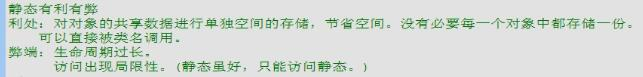 静态有利有弊
利处：对对象的共享数据进行单独空间的存储，节省空间。没有必要每一个对象中都存储一份。
可以直接被类名调用。
弊端：生命周期过长。
访问出现局限性。(静态虽好，只能访问静态。)